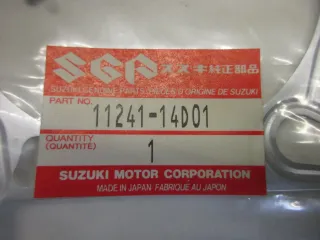 SGP スズキ純正部品
SUZUKI GENUINE PARTS PIECES D'ORIGINE DE SUZUKI
PART NO.
11241-14D01
QUANTITY
(QUANTITÉ)
1
SUZUKI MOTOR CORPORATION
MADE IN JAPAN FABRIQUÉ AU JAPON